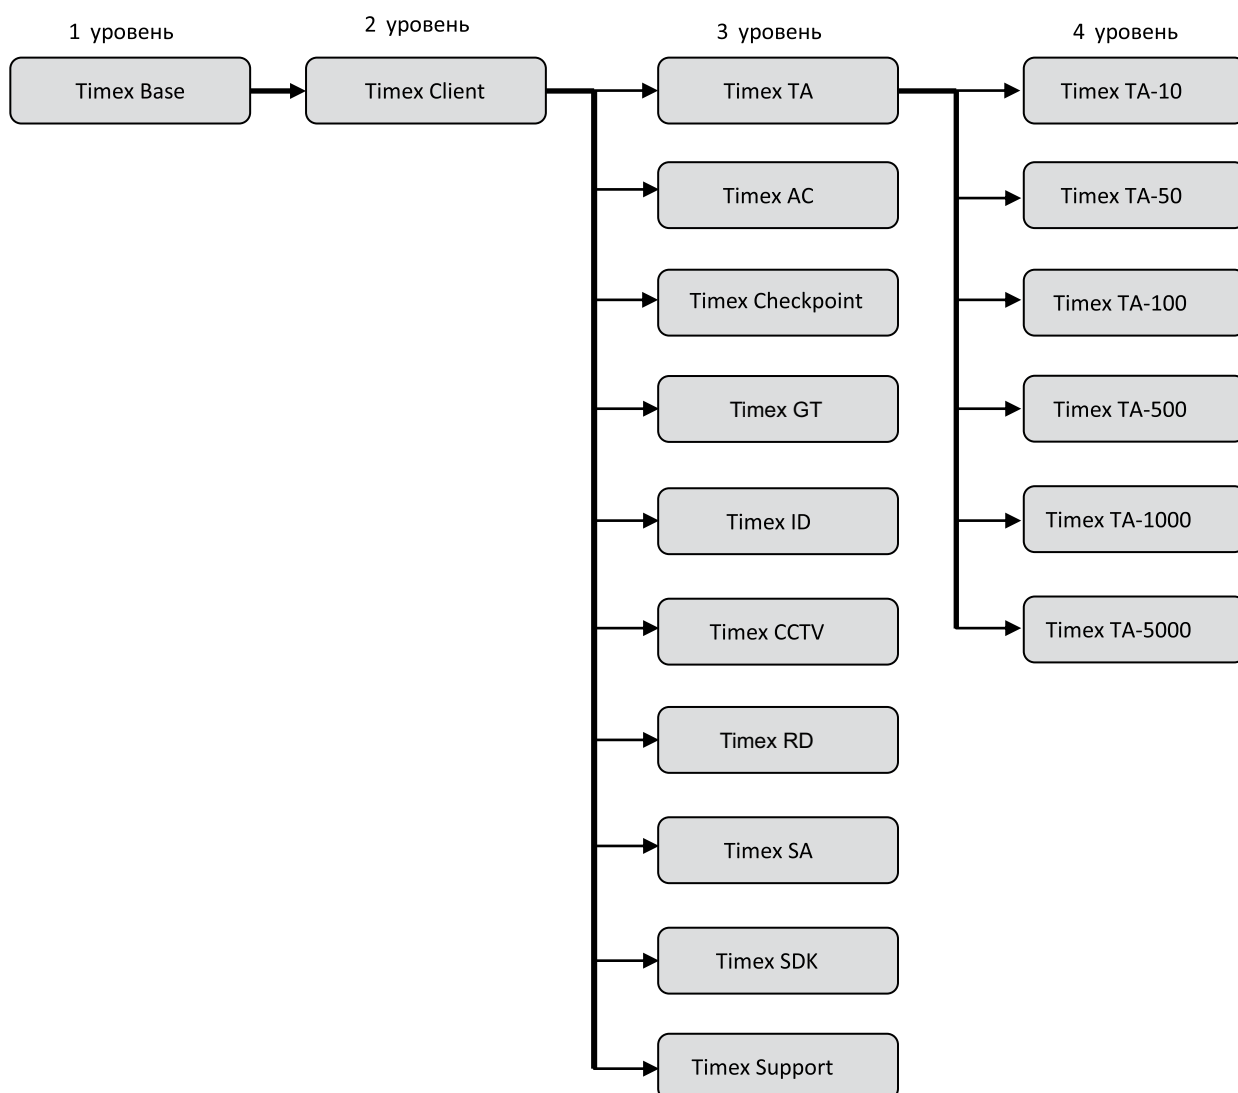 1 уровень
2 уровень
3 уровень
4 уровень
Timex Base
Timex Client
Timex TA
Timex TA-10
Timex AC
Timex TA-50
Timex Checkpoint
Timex TA-100
Timex GT
Timex TA-500
Timex ID
Timex TA-1000
Timex CCTV
Timex TA-5000
Timex RD
Timex SA
Timex SDK
Timex Support